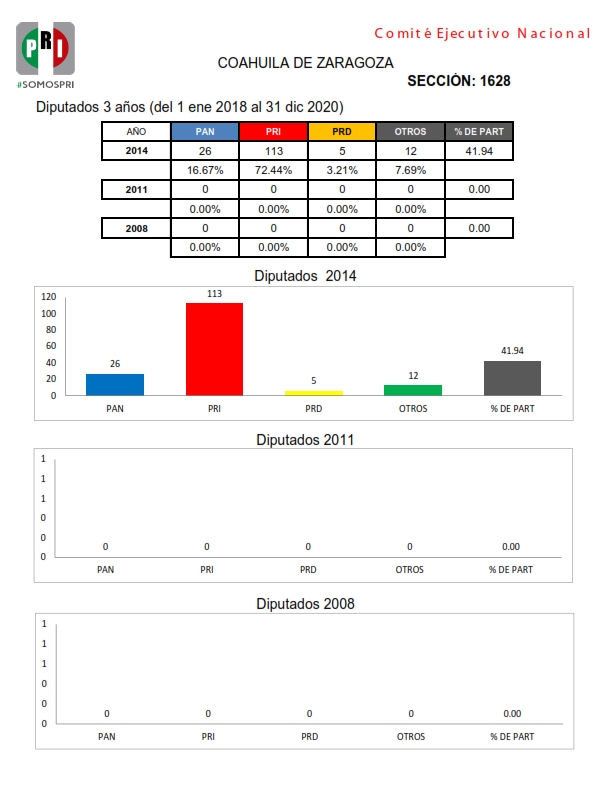 Comité Ejecutivo Nacional
PRI
#SOMOSPRI
COAHUILA DE ZARAGOZA
SECCIÓN: 1628
Diputados 3 años (del 1 ene 2018 al 31 dic 2020)
AÑO PAN PRI PRD OTROS % DE PART
2014 26 113 5 12 41.94
16.67% 72.44% 3.21% 7.69%
2011 0 0 0 0 0.00
0.00% 0.00% 0.00% 0.00%
2008 0 0 0 0 0.00
0.00% 0.00% 0.00% 0.00%
Diputados 2014
120
100
80
60
40
20
0
26 113 5 12 41.94
PAN PRI PRD OTROS % DE PART
Diputados 2011
1
1
1
0
0
0
0 0 0 0 0.00
PAN PRI PRD OTROS % DE PART
Diputados 2008
1
1
1
0
0
0
0 0 0 0 0.00
PAN PRI PRD OTROS % DE PART